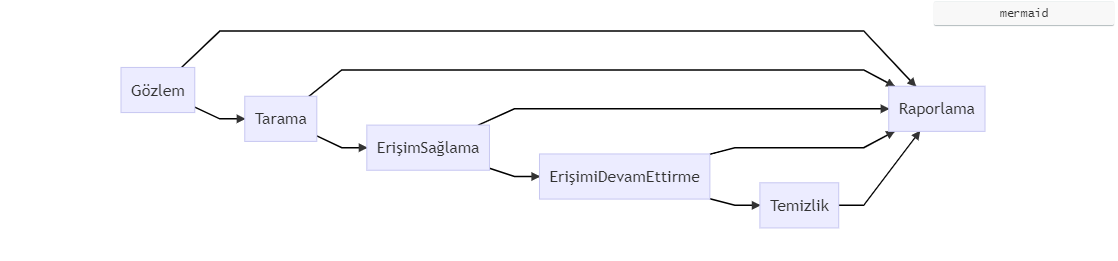 mermaid
Gözlem
Tarama
ErişimSağlama
ErişimiDevamEttirme
Temizlik
Raporlama